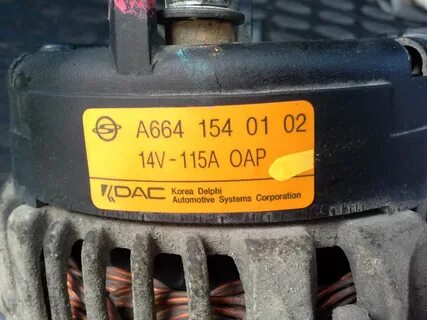 A664 154 01 02
14V-115A OAP
KDAC Korea Delphi
Automotive Systems Corporation